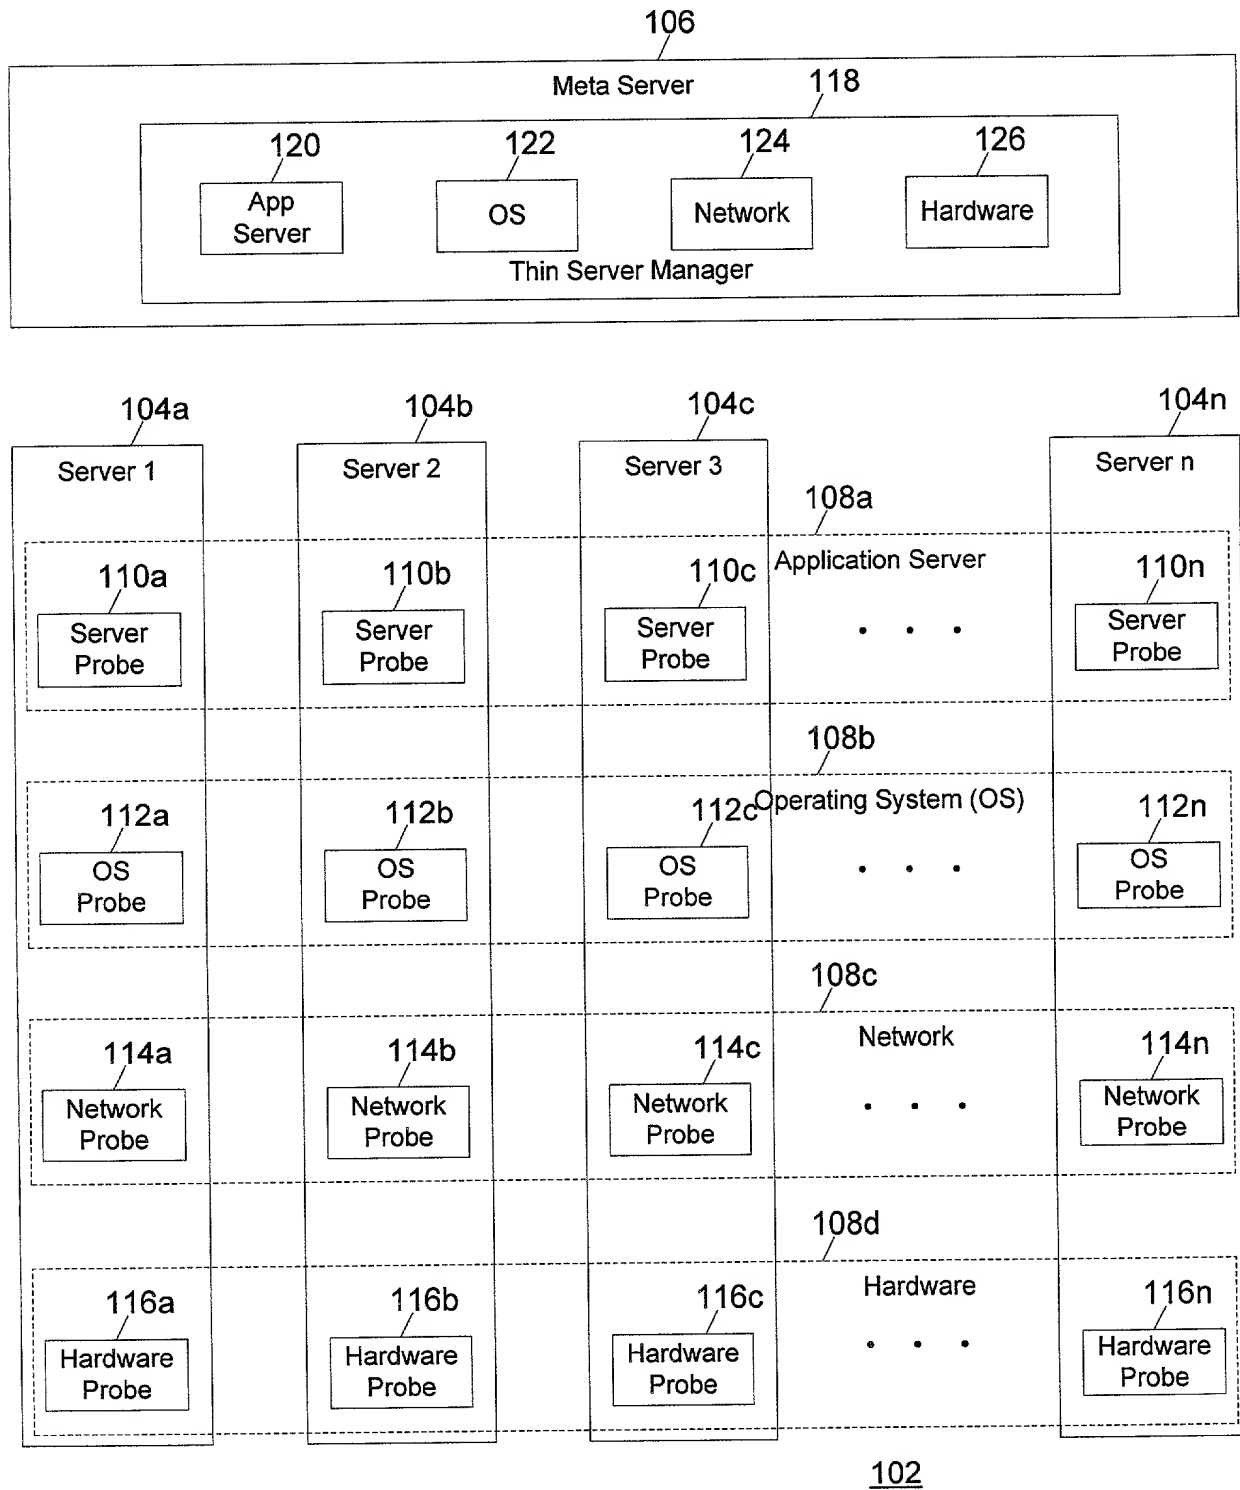 106
Meta Server
118
120
122
124
126
App
Server
OS
Network
Hardware
Thin Server Manager
104a
104b
104c
104n
Server 1
Server 2
Server 3
Server n
108a
Application Server
110a
110b
110c
110n
Server
Probe
Server
Probe
Server
Probe
Server
Probe
108b
Operating System (OS)
112a
112b
112c
112n
OS
Probe
OS
Probe
OS
Probe
OS
Probe
108c
Network
114a
114b
114c
114n
Network
Probe
Network
Probe
Network
Probe
Network
Probe
108d
Hardware
116a
116b
116c
116n
Hardware
Probe
Hardware
Probe
Hardware
Probe
Hardware
Probe
102